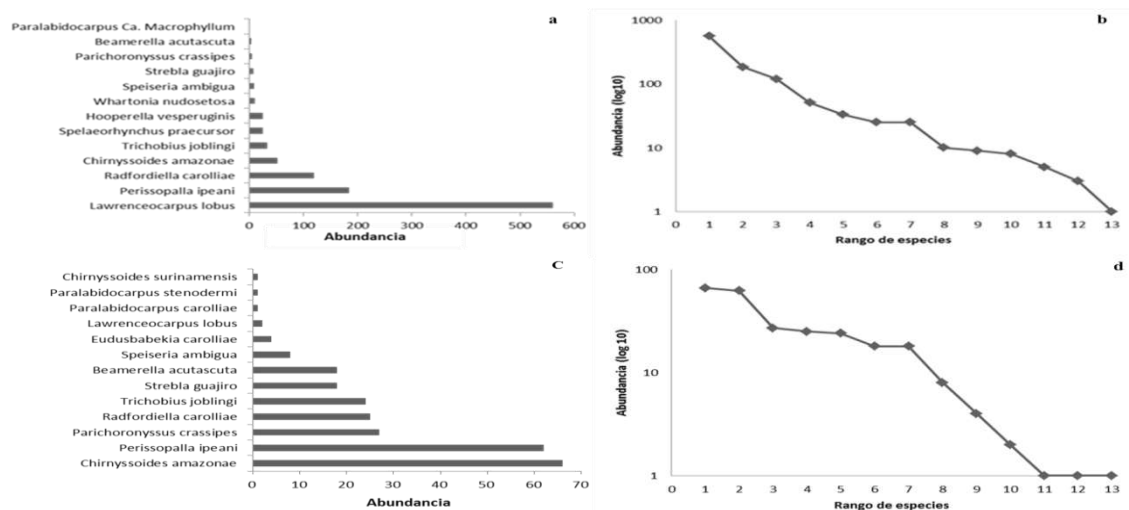 a
Paralabidocarpus Ca. Macrophyllum
Beamerella acutascuta
Parichoronyssus crassipes
Strebla guajiro
Speiseria ambigua
Whartonia nudosetosa
Hooperella vesperuginis
Spelaeorhynchus praecursor
Trichobius joblingi
Chirnyssoides amazonae
Radfordiella carolliae
Perissopalla ipeani
Lawrenceocarpus lobus
0 100 200 300 400 500 600
Abundancia
b
Abundancia (log10)
1000
100
10
1
0 1 2 3 4 5 6 7 8 9 10 11 12 13
Rango de especies
C
Chirnyssoides surinamensis
Paralabidocarpus stenodermi
Paralabidocarpus carolliae
Lawrenceocarpus lobus
Eudusbabekia carolliae
Speiseria ambigua
Beamerella acutascuta
Strebla guajiro
Trichobius joblingi
Radfordiella carolliae
Parichoronyssus crassipes
Perissopalla ipeani
Chirnyssoides amazonae
0 10 20 30 40 50 60 70
Abundancia
d
Abundancia (log 10)
100
10
1
0 1 2 3 4 5 6 7 8 9 10 11 12 13
Rango de especies